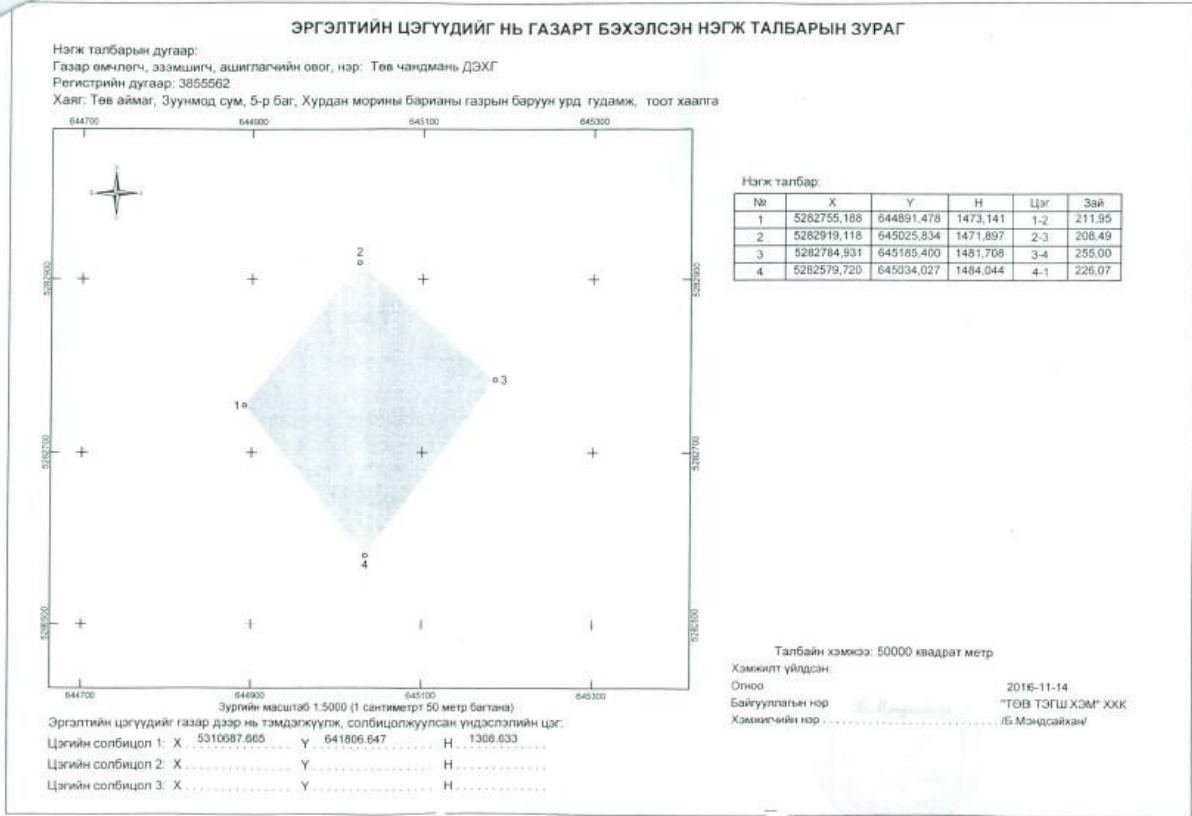 ЭРГЭЛТИЙН ЦЭГҮҮДИЙГ НЬ ГАЗАРТ БЭХЭЛСЭН НЭГЖ ТАЛБАРЫН ЗУРАГ
Нэгж талбарын дугаар:
Газар өмчлөгч, эзэмшигч, ашиглагчийн овог, нэр: Төв чандмань ДЭХГ
Регистрийн дугаар: 3855562
Хаяг: Төв аймаг, Зуунмод сум, 5-р баг, Хурдан морины барианы газрын баруун урд гудамж, тоот хаалга
644700 644900 645100 645300
Нэгж талбар:
№ X Y H Цэг Зай
1 5282755,188 644891,478 1473,141 1-2 211,95
2 5282919,118 645025,834 1471,897 2-3 208,49
3 5282784,931 645185,400 1481,708 3-4 255,00
4 5282579,720 645034,027 1484,044 4-1 226,07
2
5282900 5282900
3
1
5282700 5282700
4
5282500 5282500
644700 644900 645100 645300
Зургийн масштаб 1:5000 (1 сантиметрт 50 метр багтана)
Эргэлтийн цэгүүдийг газар дээр нь тэмдэгжүүлж, солбицолжуулсан үндэслэлийн цэг:
Цэгийн солбицол 1: X 5310687.665 Y 641806.647 H 1308.633
Цэгийн солбицол 2: X Y H
Цэгийн солбицол 3: X Y H
Талбайн хэмжээ: 50000 квадрат метр
Хэмжилт үйлдсэн:
Огноо 2016-11-14
Байгууллагын нэр "ТӨВ ТЭГШ ХЭМ" ХХК
Хэмжигчийн нэр /Б.Мэндсайхан/